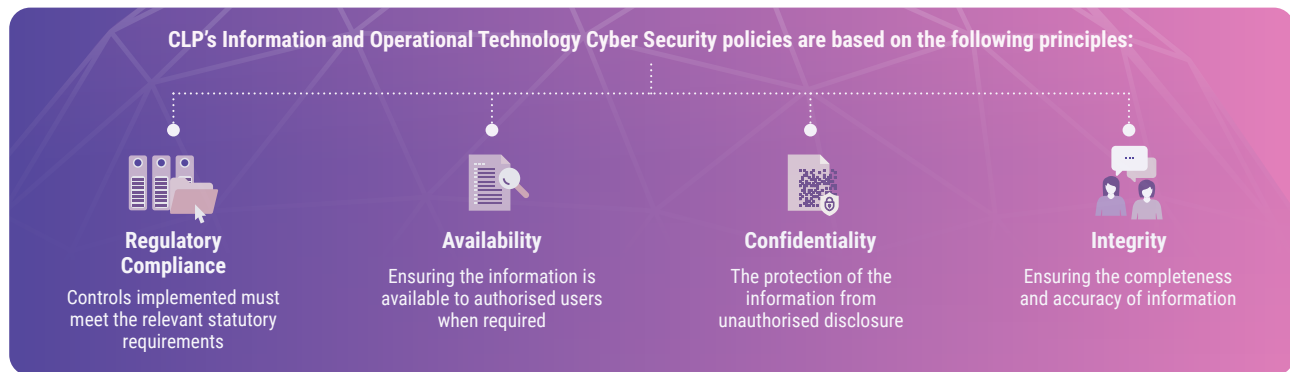 CLP's Information and Operational Technology Cyber Security policies are based on the following principles:
Regulatory
Compliance
Controls implemented must
meet the relevant statutory
requirements
Availability
Ensuring the information is
available to authorised users
when required
Confidentiality
The protection of the
information from
unauthorised disclosure
Integrity
Ensuring the completeness
and accuracy of information